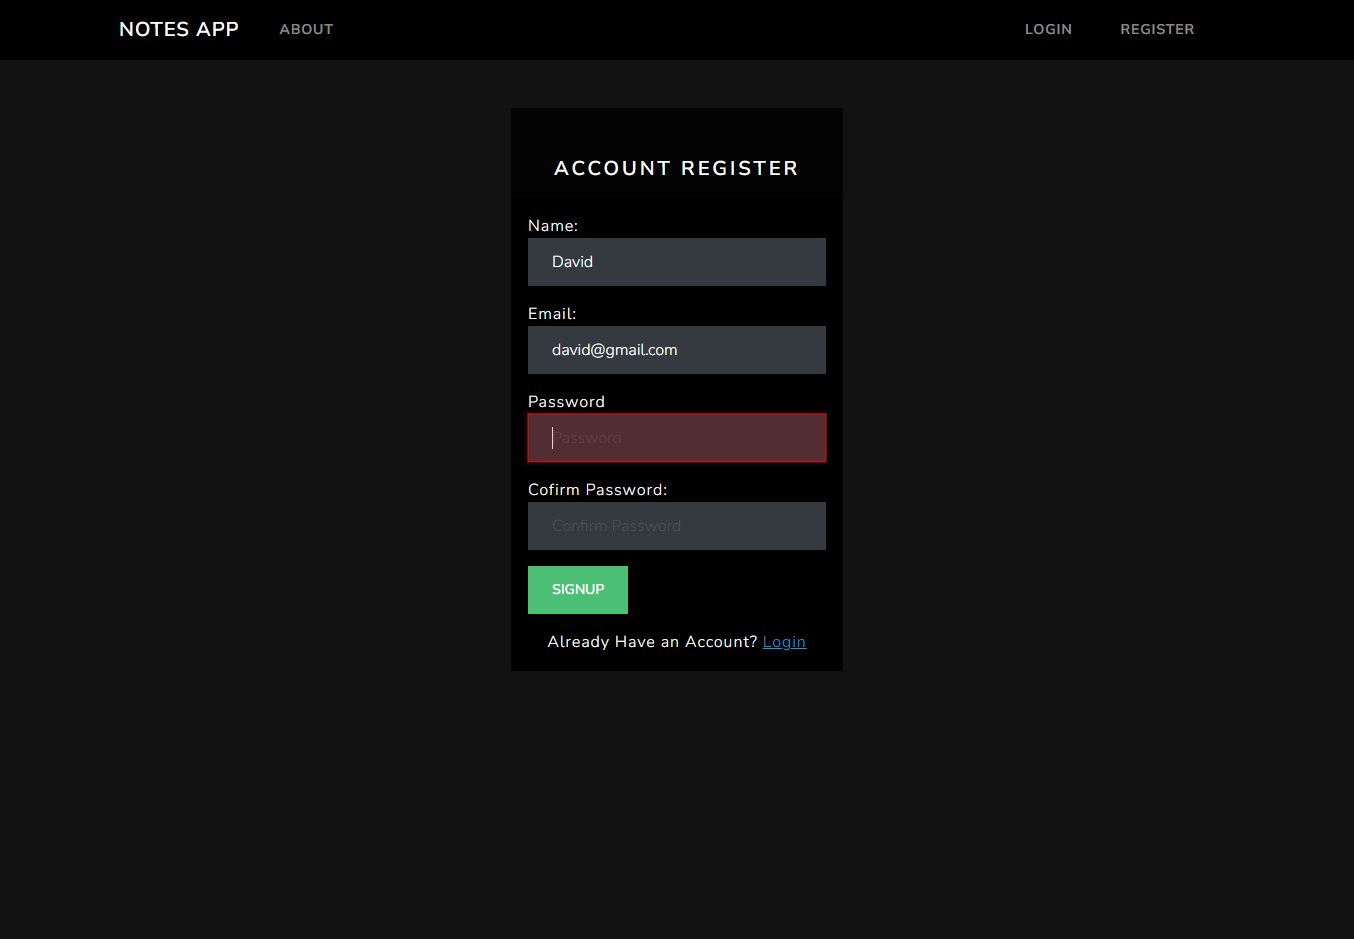 NOTES APP ABOUT LOGIN REGISTER
ACCOUNT REGISTER
Name:
David
Email:
david@gmail.com
Password
Password
Cofirm Password:
Confirm Password
SIGNUP
Already Have an Account? Login